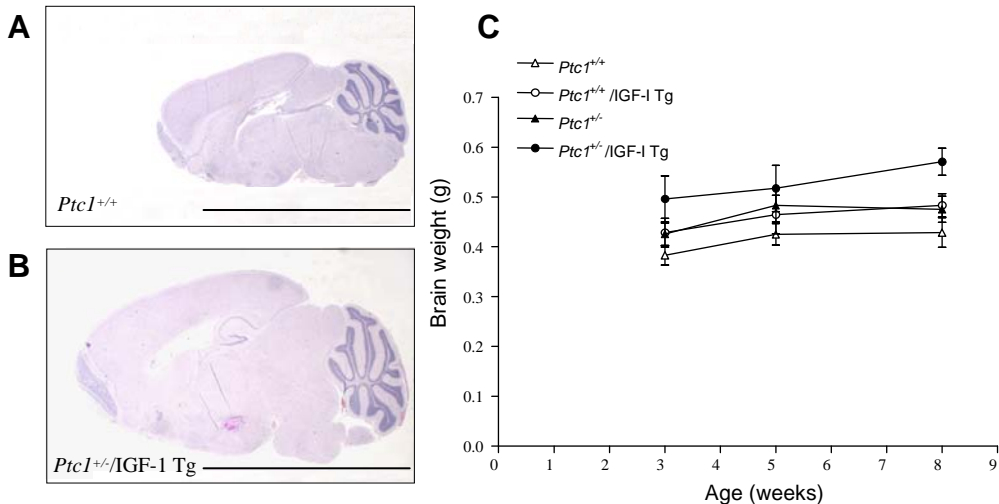 A
Ptc1+/+
B
Ptc1+/-/IGF-1 Tg
C
Ptc1+/+
Ptc1+/+ /IGF-I Tg
Ptc1+/-
Ptc1+/- /IGF-I Tg
0.7
0.6
0.5
0.4
0.3
0.2
0.1
0.0
Brain weight (g)
0 1 2 3 4 5 6 7 8 9
Age (weeks)